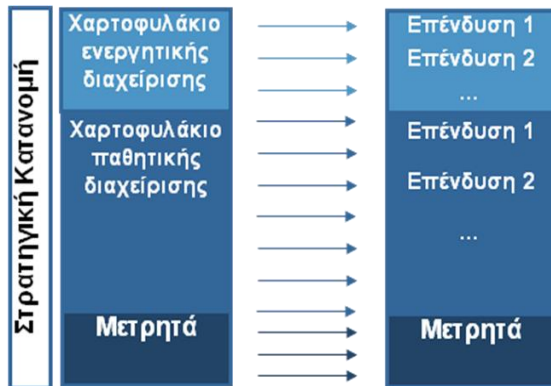 Στρατηγική Κατανομή
Χαρτοφυλάκιο
ενεργητικής
διαχείρισης
Χαρτοφυλάκιο
παθητικής
διαχείρισης
Μετρητά
Επένδυση 1
Επένδυση 2
...
Επένδυση 1
Επένδυση 2
...
Μετρητά